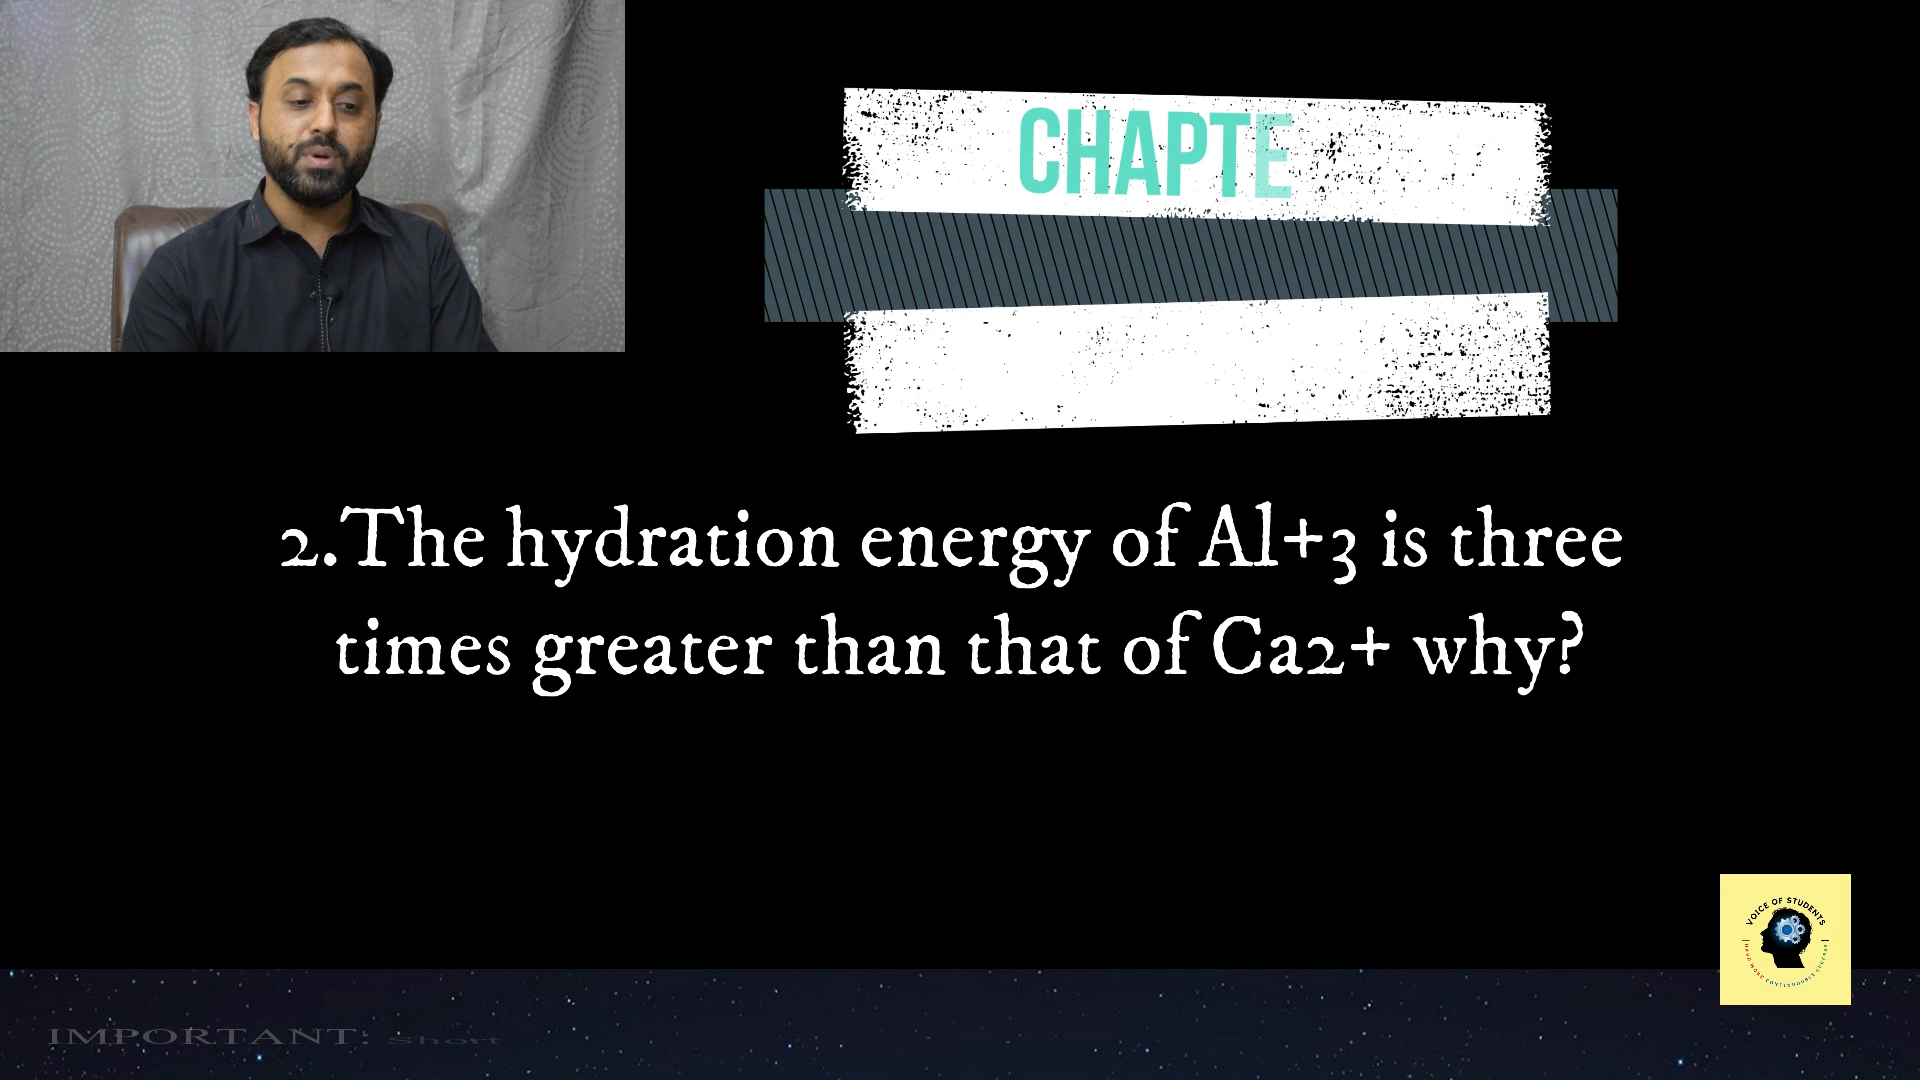 CHAPTE
2.The hydration energy of Al+3 is three
times greater than that of Ca2+ why?
VOICE OF STUDENTS
IMPORTANT: Short